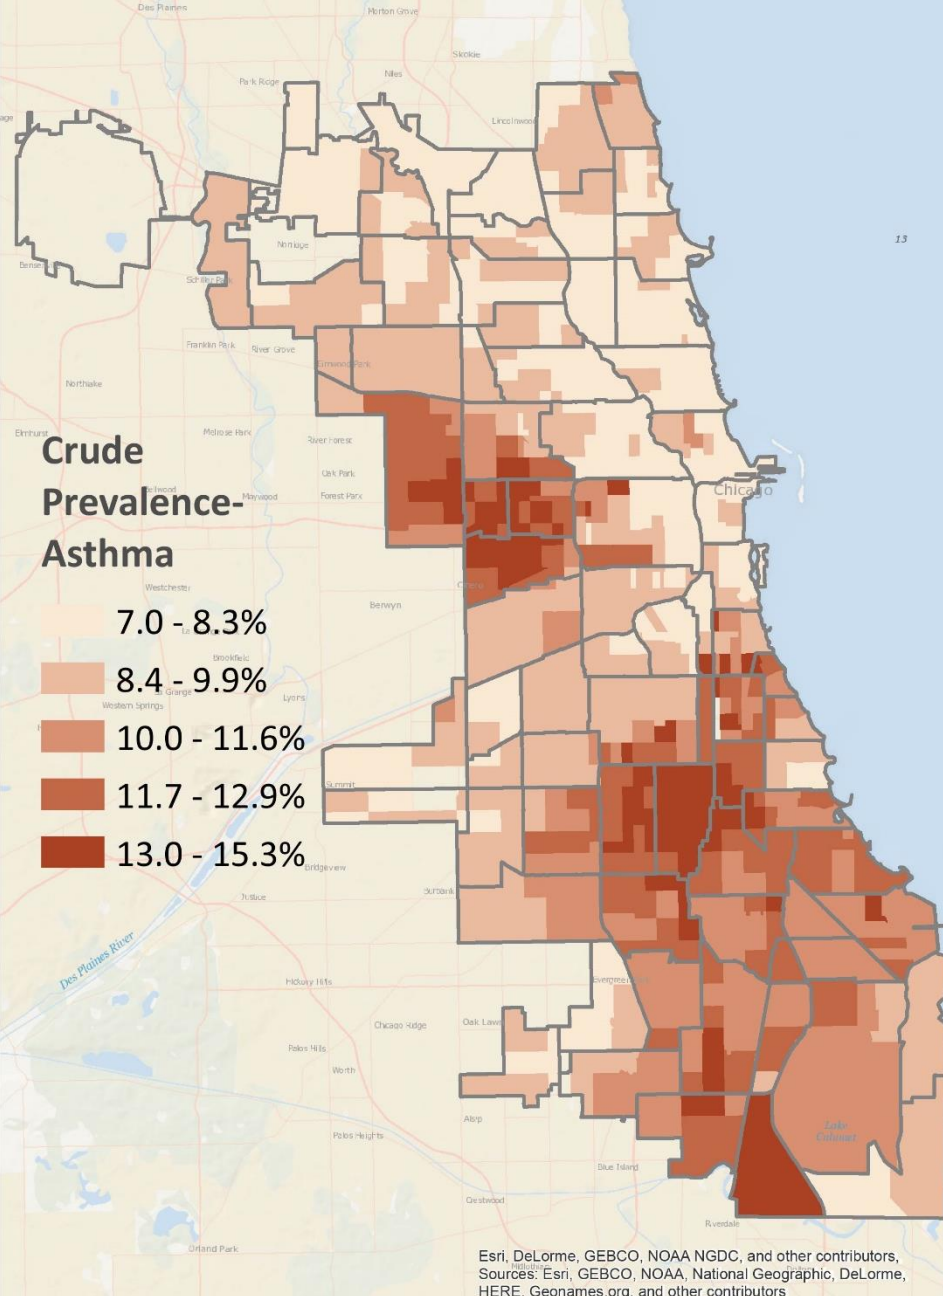 Des Plaines
Morton Grove
Skokie
Niles
Park Ridge
Lincolnwood
13
Norridge
Schiller Park
Franklin Park
River Grove
Elmwood Park
Northlake
Elmhurst
Melrose Park
River Forest
Oak Park
Forest Park
Maywood
Chicago
Crude
Prevalence-
Asthma
Westchester
Berwyn
7.0 - 8.3%
Brookfield
8.4 - 9.9%
La Grange
Lyons
Western Springs
10.0 - 11.6%
Summit
11.7 - 12.9%
13.0 - 15.3%
Bridgeview
Justice
Burbank
Des Plaines River
Hickory Hills
Evergreen
Oak Lawn
Chicago Ridge
Palos Hills
Worth
Alsip
Palos Heights
Lake
Calumet
Blue Island
Crestwood
Riverdale
Orland Park
Midlothian
Esri, DeLorme, GEBCO, NOAA NGDC, and other contributors,
Sources: Esri, GEBCO, NOAA, National Geographic, DeLorme,
HERE, Geonames.org, and other contributors